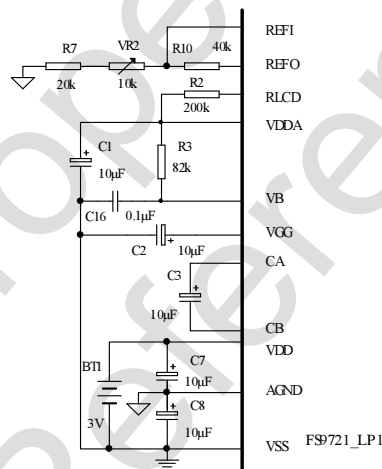 REFI
R7
VR2
R10
40k
REFO
20k
10k
R2
RLCD
200k
VDDA
C1
R3
10µF
82k
C16
0.1µF
VB
C2
10µF
VGG
C3
CA
10µF
CB
VDD
BT1
C7
10µF
AGND
C8
3V
10µF
VSS
FS9721_LP1